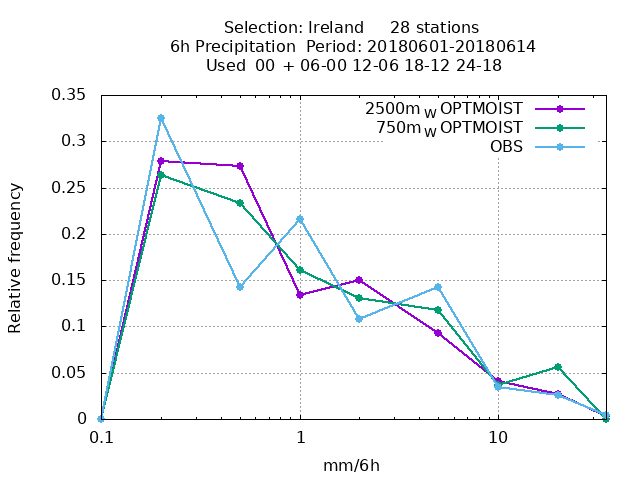 Selection: Ireland 28 stations
6h Precipitation Period: 20180601-20180614
Used 00 + 06-00 12-06 18-12 24-18
0.35
0.3
0.25
0.2
0.15
0.1
0.05
0
Relative frequency
2500m W OPTMOIST
750m W OPTMOIST
OBS
0.1 1 10
mm/6h